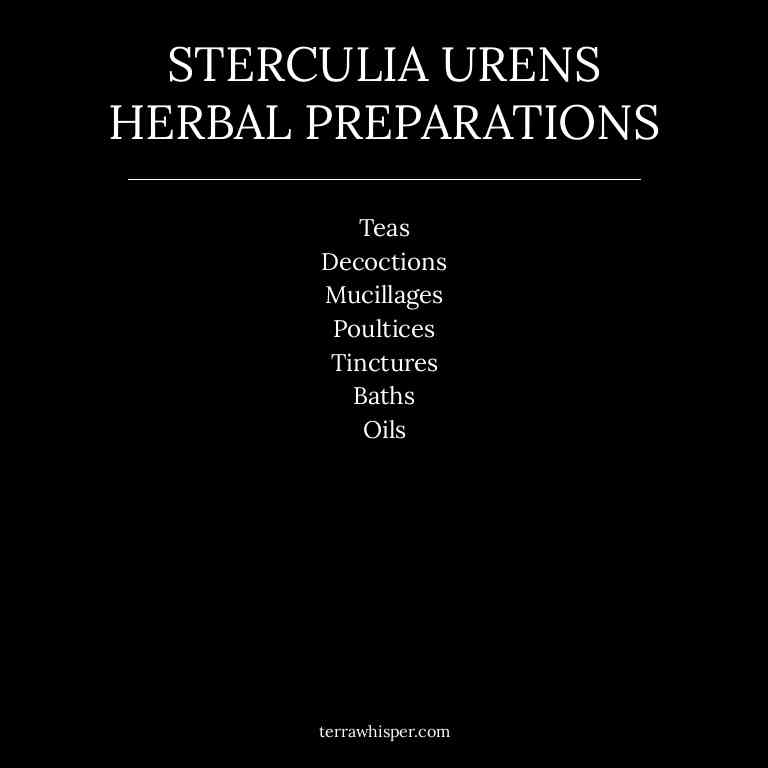 STERCULIA URENS
HERBAL PREPARATIONS
Teas
Decoctions
Mucillages
Poultices
Tinctures
Baths
Oils
terrawhisper.com